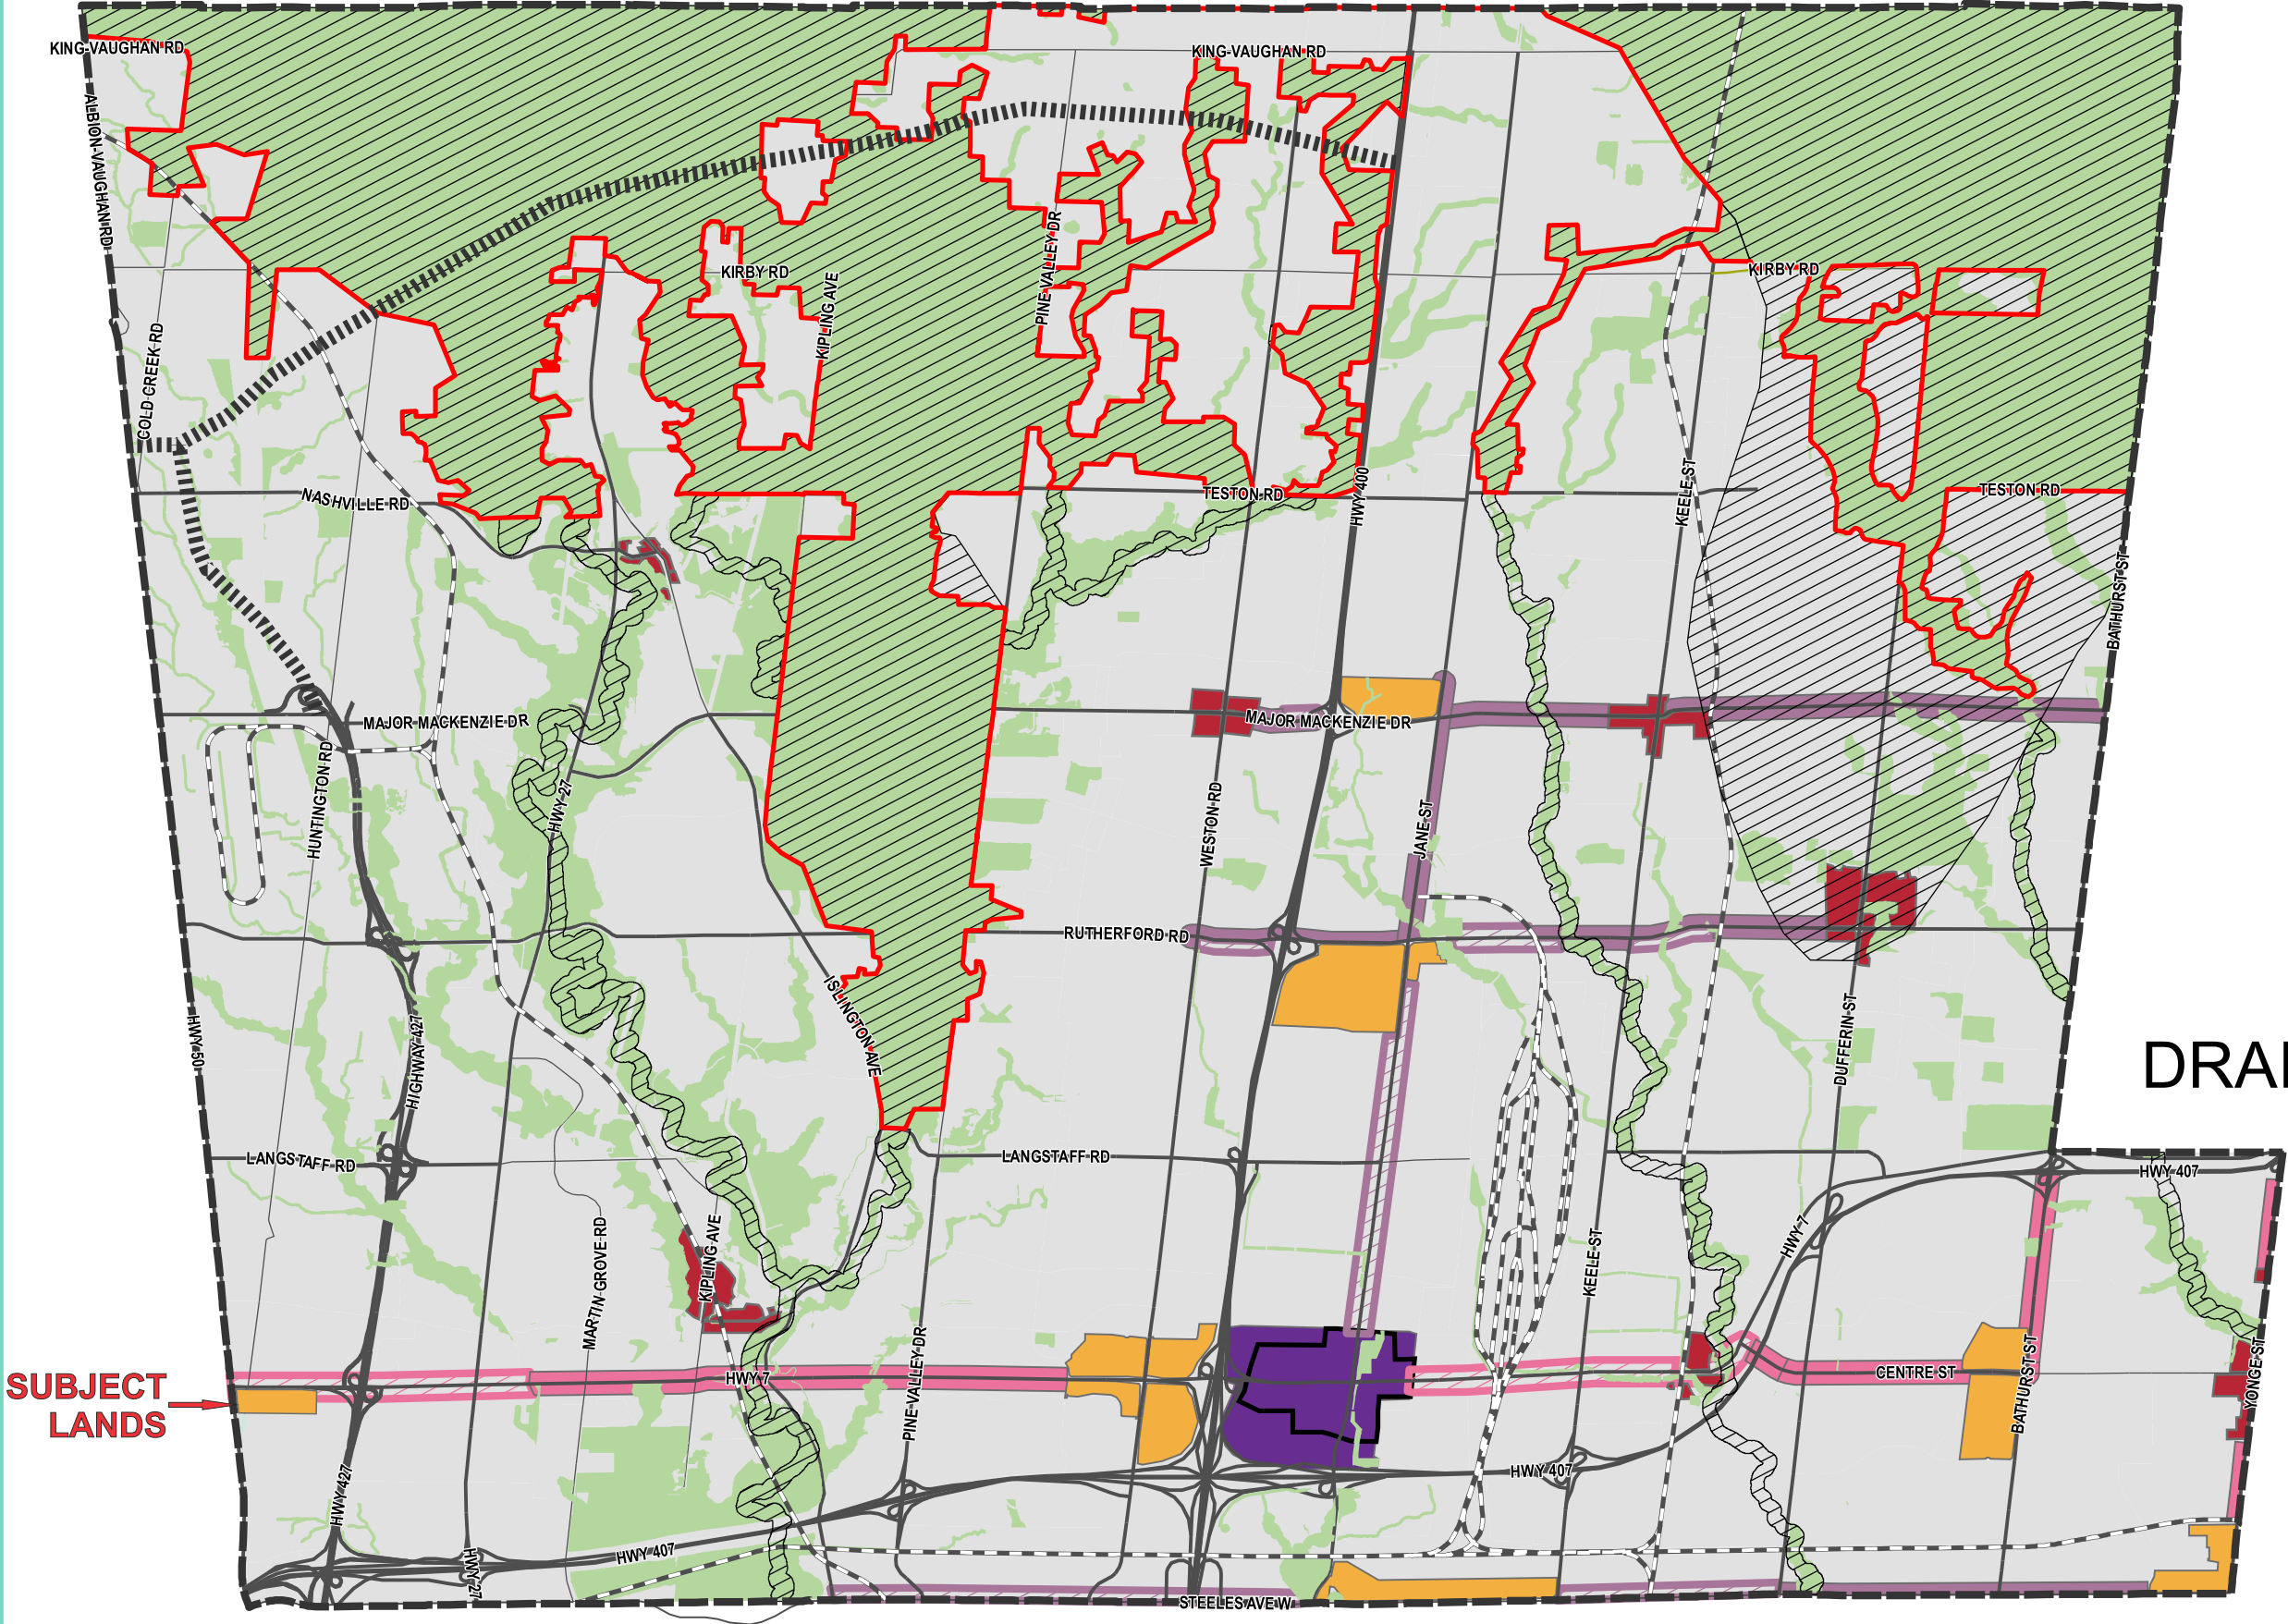 KING-VAUGHAN RD
KING-VAUGHAN RD
ALBION-VAUGHAN RD
PINE VALLEY DR
KIRBY RD
KIRBY RD
KIPLING AVE
COLD CREEK RD
HWY 400
KEELE ST
NASHVILLE RD
TESTON RD
TESTON RD
BATHURST ST
MAJOR MACKENZIE DR
MAJOR MACKENZIE DR
HUNTINGTON RD
HWY 27
WESTON RD
JANE ST
RUTHERFORD RD
ISLINGTON AVE
HWY 50
HIGHWAY 427
DUFFERIN ST
DRAI
LANGSTAFF RD
LANGSTAFF RD
HWY 407
MARTIN GROVE RD
KIPLING AVE
KEELE ST
HWY 7
PINE VALLEY DR
HWY 7
CENTRE ST
BATHURST ST
YONGE ST
SUBJECT
LANDS
HWY 427
HWY 407
HWY 407
HWY 27
STEELES AVE W